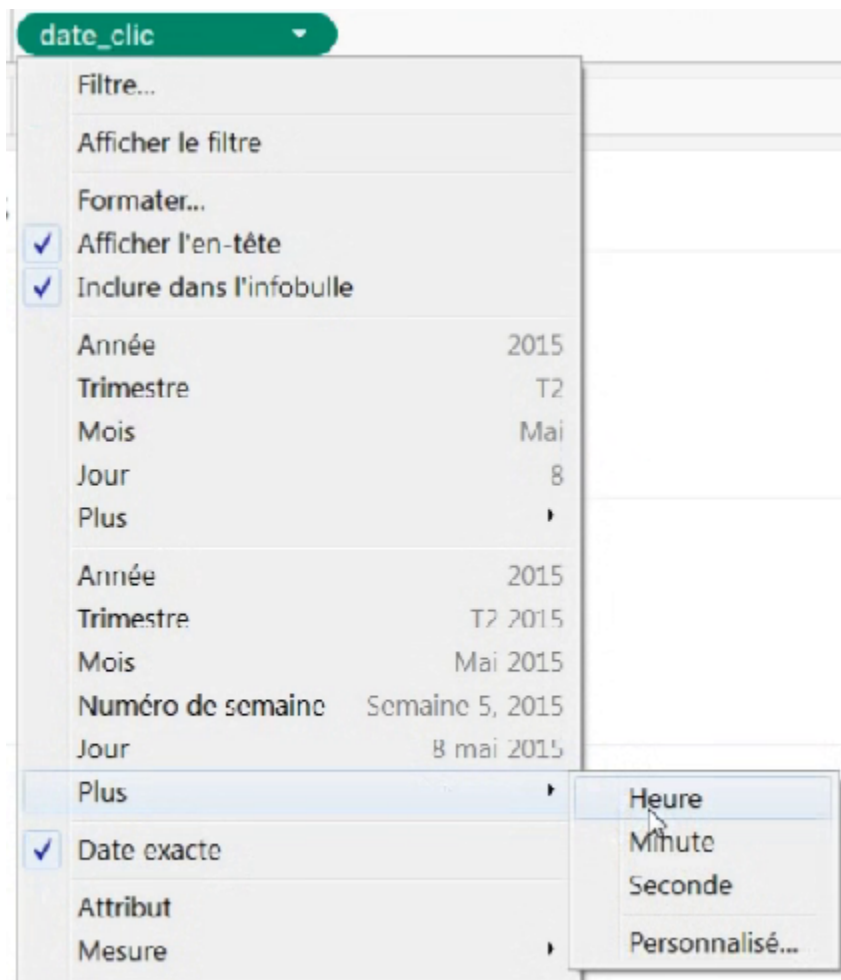 date_clic
Filtre...
Afficher le filtre
Formater...
Afficher l'en-tête
Inclure dans l'infobulle
Année 2015
Trimestre T2
Mois Mai
Jour 8
Plus
Année 2015
Trimestre T2 2015
Mois Mai 2015
Numéro de semaine Semaine 5, 2015
Jour 8 mai 2015
Plus
Heure
Minute
Seconde
Personnalisé...
Date exacte
Attribut
Mesure